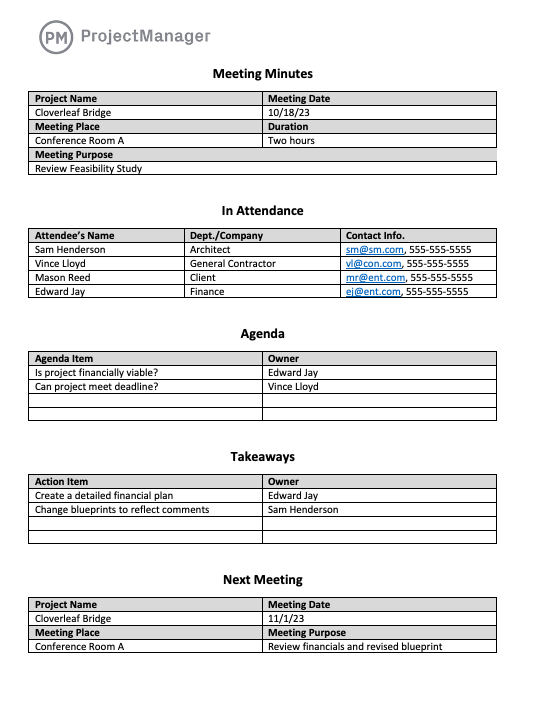 PM ProjectManager
Meeting Minutes
Project Name Meeting Date
Cloverleaf Bridge 10/18/23
Meeting Place Duration
Conference Room A Two hours
Meeting Purpose
Review Feasibility Study
In Attendance
Attendee's Name Dept./Company Contact Info.
Sam Henderson Architect sm@sm.com, 555-555-5555
Vince Lloyd General Contractor vl@con.com, 555-555-5555
Mason Reed Client mr@ent.com, 555-555-5555
Edward Jay Finance ej@ent.com, 555-555-5555
Agenda
Agenda Item Owner
Is project financially viable? Edward Jay
Can project meet deadline? Vince Lloyd
Takeaways
Action Item Owner
Create a detailed financial plan Edward Jay
Change blueprints to reflect comments Sam Henderson
Next Meeting
Project Name Meeting Date
Cloverleaf Bridge 11/1/23
Meeting Place Meeting Purpose
Conference Room A Review financials and revised blueprint